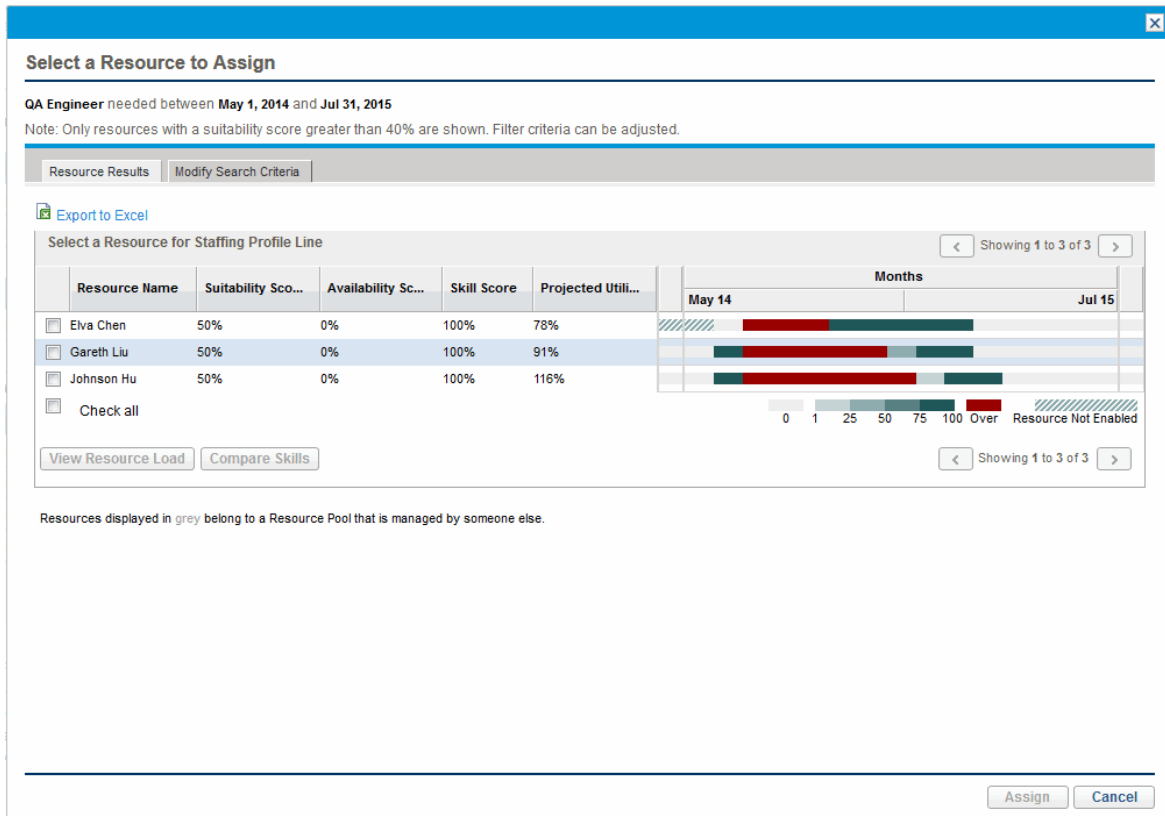 Select a Resource to Assign
QA Engineer needed between May 1, 2014 and Jul 31, 2015
Note: Only resources with a suitability score greater than 40% are shown. Filter criteria can be adjusted.
Resource Results Modify Search Criteria
Export to Excel
Select a Resource for Staffing Profile Line < Showing 1 to 3 of 3 >
Months
Resource Name Suitability Sco... Availability Sc... Skill Score Projected Utili...
May 14 Jul 15
Elva Chen 50% 0% 100% 78%
Gareth Liu 50% 0% 100% 91%
Johnson Hu 50% 0% 100% 116%
Check all
0 1 25 50 75 100 Over Resource Not Enabled
View Resource Load Compare Skills < Showing 1 to 3 of 3 >
Resources displayed in grey belong to a Resource Pool that is managed by someone else.
Assign Cancel